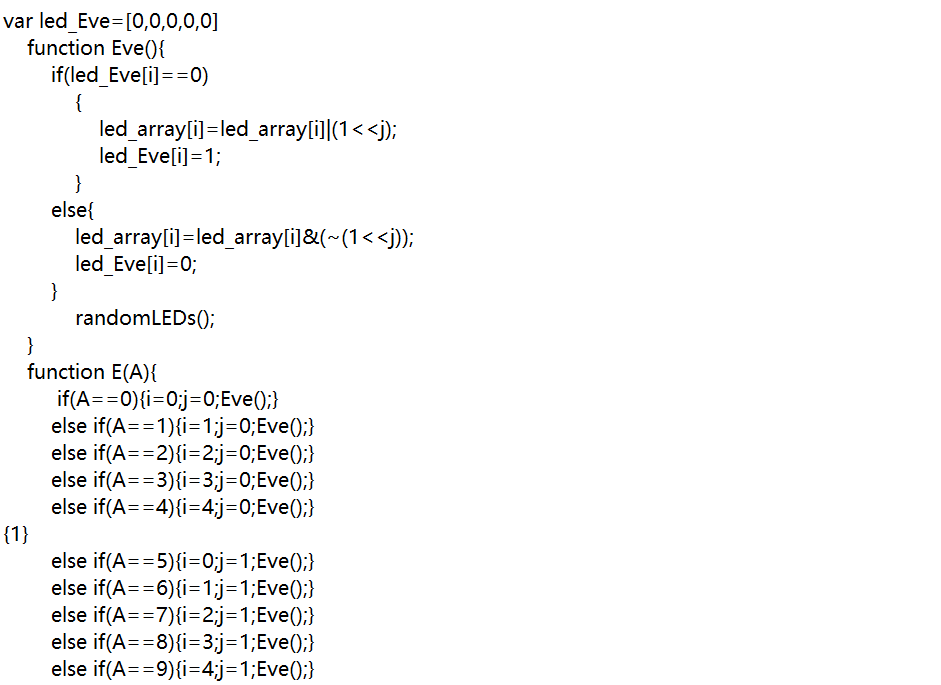 var led_Eve=[0,0,0,0,0]
function Eve(){
if(led_Eve[i]==0)
{
led_array[i]=led_array[i]|(1<<j);
led_Eve[i]=1;
}
else{
led_array[i]=led_array[i]&(~(1<<j));
led_Eve[i]=0;
}
randomLEDs();
}
function E(A){
if(A==0){i=0;j=0;Eve();}
else if(A==1){i=1;j=0;Eve();}
else if(A==2){i=2;j=0;Eve();}
else if(A==3){i=3;j=0;Eve();}
else if(A==4){i=4;j=0;Eve();}
{1}
else if(A==5){i=0;j=1;Eve();}
else if(A==6){i=1;j=1;Eve();}
else if(A==7){i=2;j=1;Eve();}
else if(A==8){i=3;j=1;Eve();}
else if(A==9){i=4;j=1;Eve();}